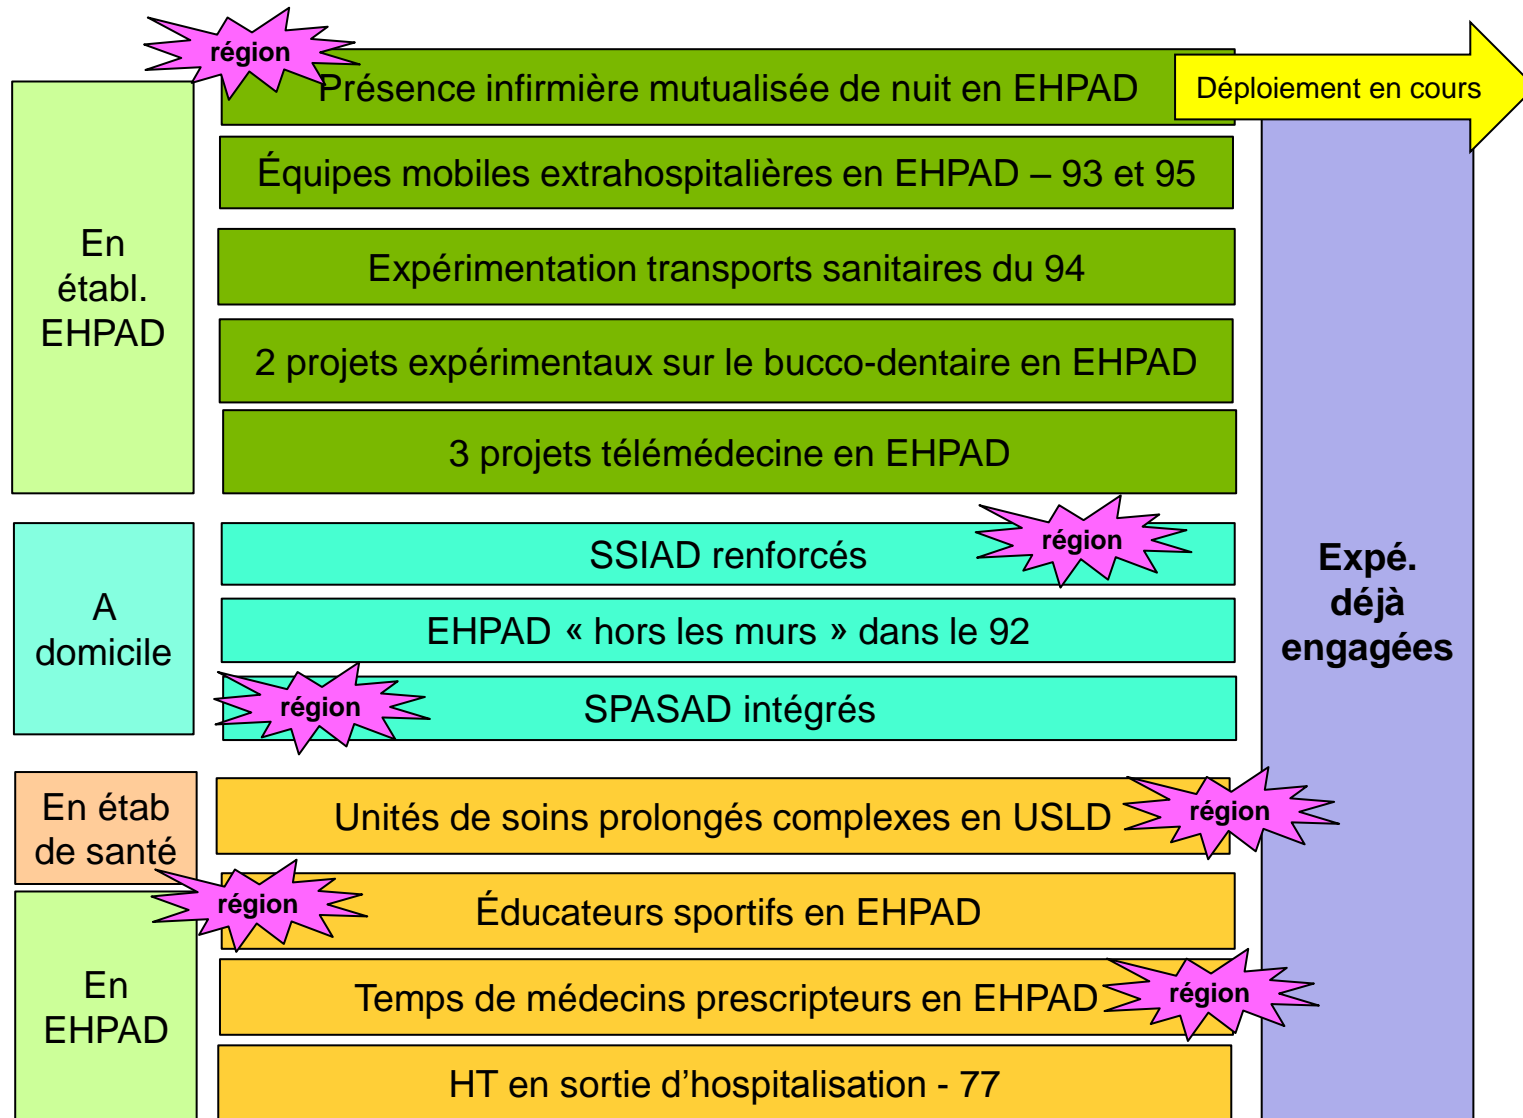 région
Présence infirmière mutualisée de nuit en EHPAD
Déploiement en cours
Équipes mobiles extrahospitalières en EHPAD – 93 et 95
En
établ.
EHPAD
Expérimentation transports sanitaires du 94
2 projets expérimentaux sur le bucco-dentaire en EHPAD
3 projets télémédecine en EHPAD
région
SSIAD renforcés
A
domicile
EHPAD « hors les murs » dans le 92
région
SPASAD intégrés
Expé.
déjà
engagées
En étab
de santé
Unités de soins prolongés complexes en USLD
région
région
Éducateurs sportifs en EHPAD
En
EHPAD
Temps de médecins prescripteurs en EHPAD
région
HT en sortie d'hospitalisation - 77